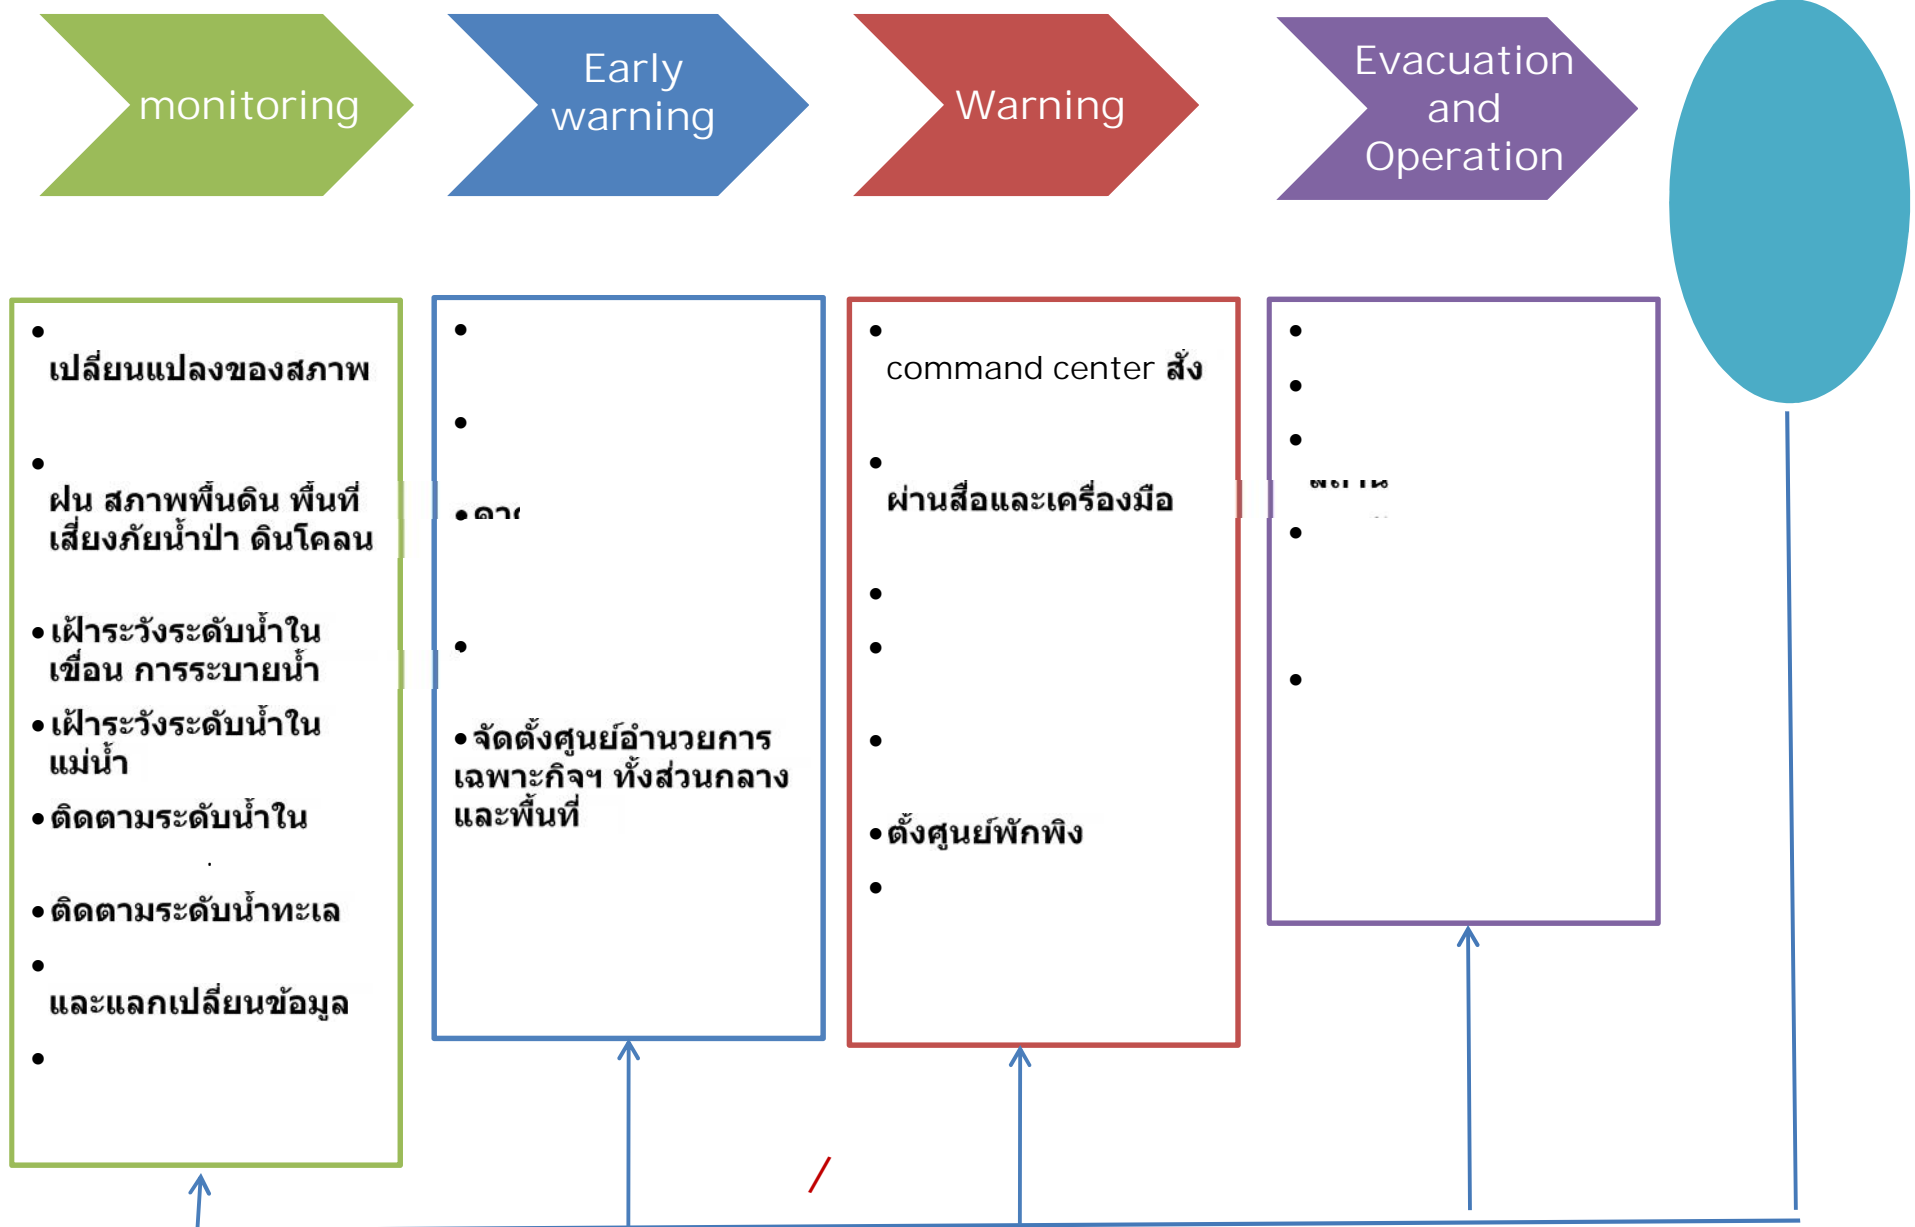 monitoring
Early
warning
Warning
Evacuation
and
Operation
•
เปลี่ยนแปลงของสภาพ
•
ฝน สภาพพื้นดิน พื้นที่
เสี่ยงภัยน้ำป่า ดินโคลน
• เฝ้าระวังระดับน้ำใน
เขื่อน การระบายน้ำ
• เฝ้าระวังระดับน้ำใน
แม่น้ำ
• ติดตามระดับน้ำใน
• ติดตามระดับน้ำทะเล
•
และแลกเปลี่ยนข้อมูล
•
•
•
•
•
• จัดตั้งศูนย์อำนวยการ
เฉพาะกิจฯ ทั้งส่วนกลาง
และพื้นที่
•
command center สั่ง
•
ผ่านสื่อและเครื่องมือ
•
•
•
• ตั้งศูนย์พักพิง
•
•
•
•
•
•
/